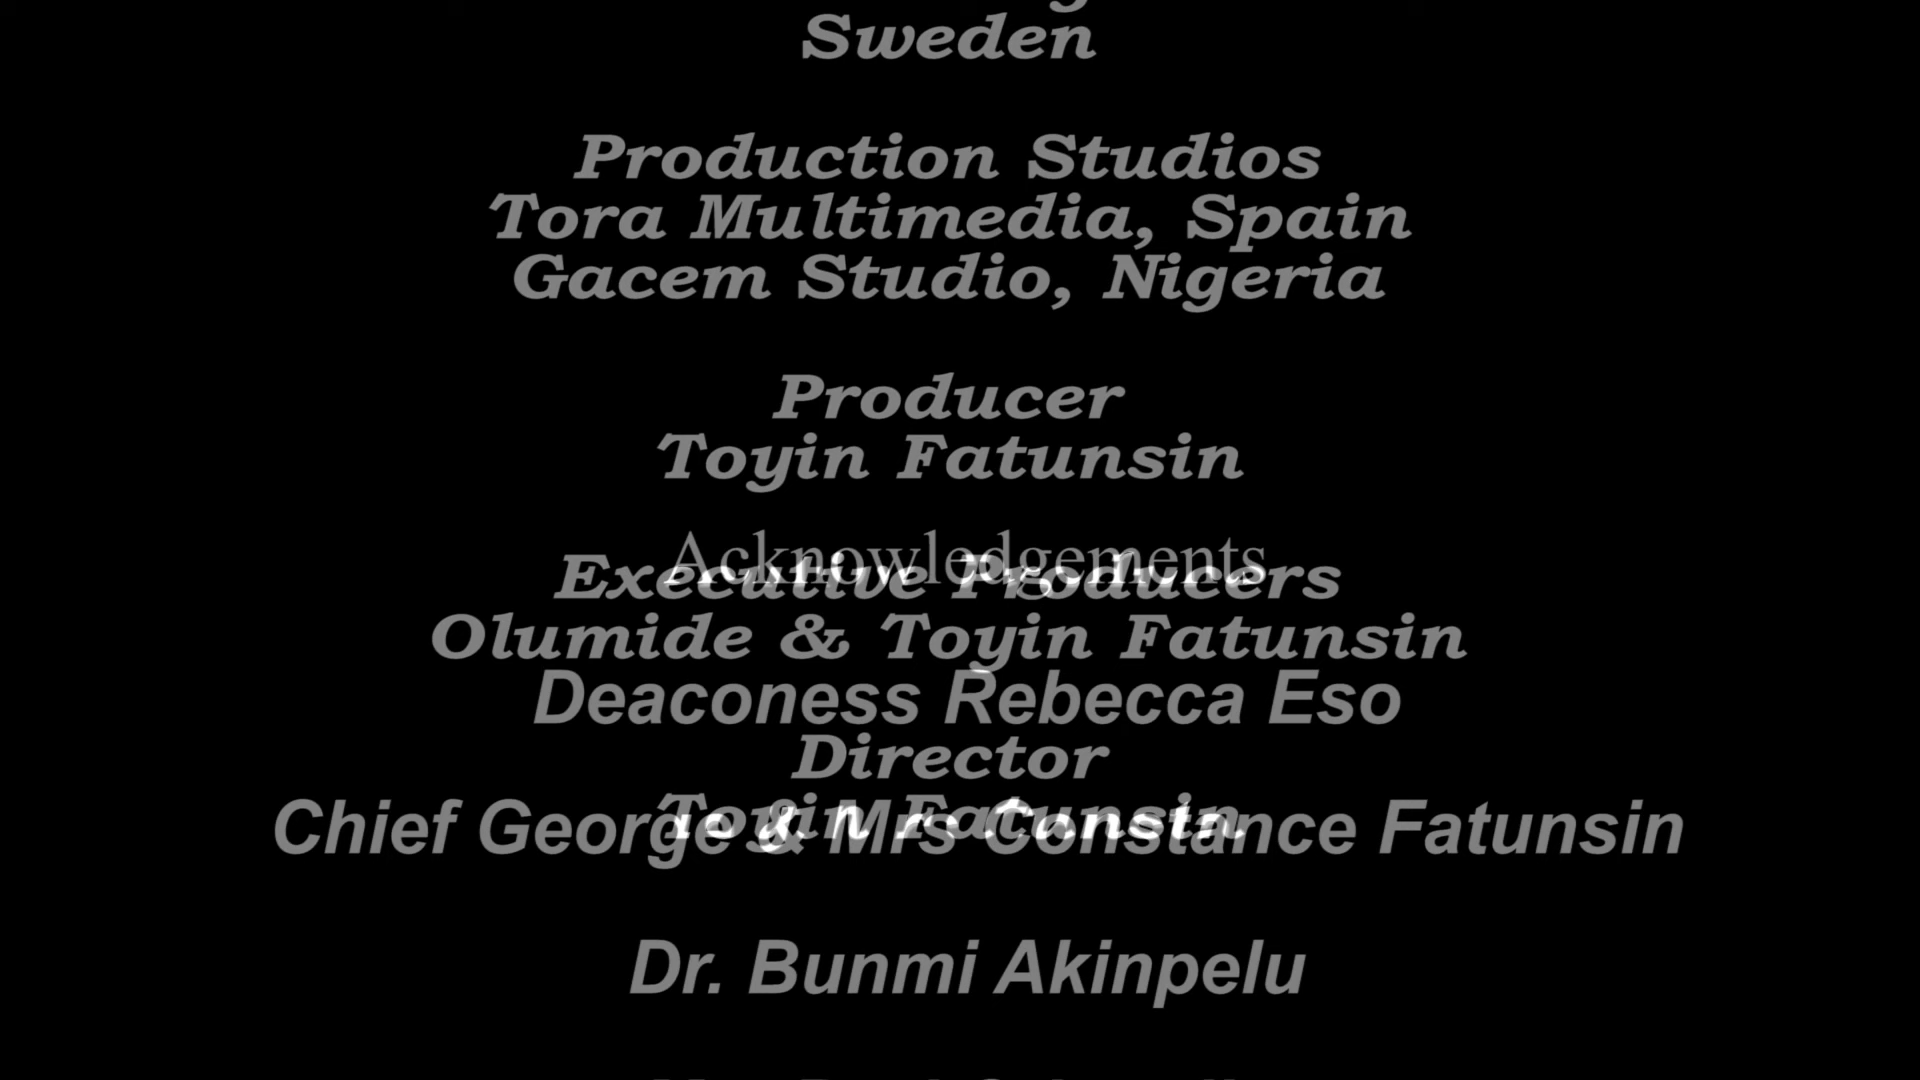 Sweden
Production Studios
Tora Multimedia, Spain
Gacem Studio, Nigeria
Producer
Toyin Fatunsin
Acknowledgements
Executive Producers
Olumide & Toyin Fatunsin
Deaconess Rebecca Eso
Director
Toyin Fatunsin
Chief George & Mrs Constance Fatunsin
Dr. Bunmi Akinpelu